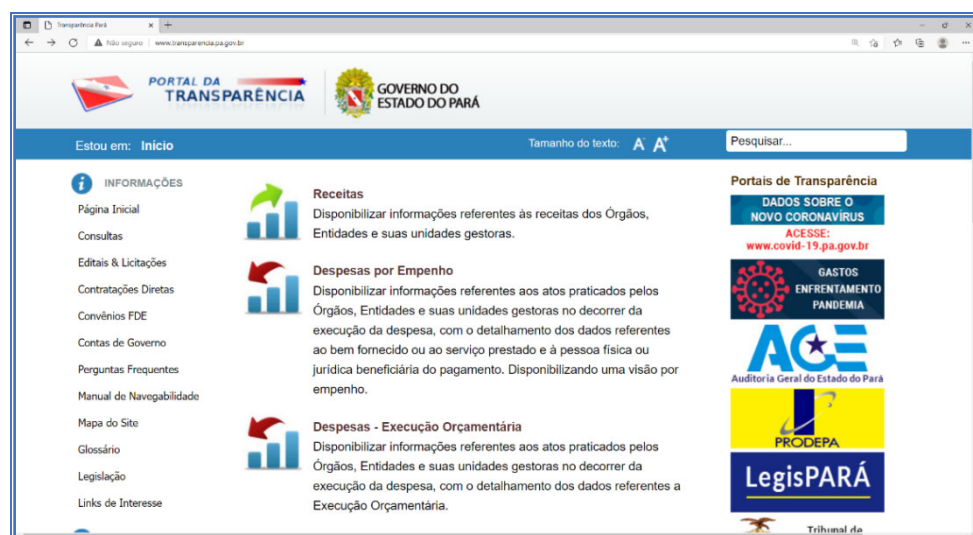 Transparência Pará
Não seguro
www.transparencia.pa.gov.br
PORTAL DA
TRANSPARÊNCIA
GOVERNO DO
ESTADO DO PARÁ
Estou em: Início
Tamanho do texto: A- A+
Pesquisar...
INFORMAÇÕES
Página Inicial
Consultas
Editais & Licitações
Contratações Diretas
Convênios FDE
Contas de Governo
Perguntas Frequentes
Manual de Navegabilidade
Mapa do Site
Glossário
Legislação
Links de Interesse
Receitas
Disponibilizar informações referentes às receitas dos Órgãos,
Entidades e suas unidades gestoras.
Despesas por Empenho
Disponibilizar informações referentes aos atos praticados pelos
Órgãos, Entidades e suas unidades gestoras no decorrer da
execução da despesa, com o detalhamento dos dados referentes
ao bem fornecido ou ao serviço prestado e à pessoa física ou
jurídica beneficiária do pagamento. Disponibilizando uma visão por
empenho.
Despesas - Execução Orçamentária
Disponibilizar informações referentes aos atos praticados pelos
Órgãos, Entidades e suas unidades gestoras no decorrer da
execução da despesa, com o detalhamento dos dados referentes a
Execução Orçamentária.
Portais de Transparência
DADOS SOBRE O
NOVO CORONAVÍRUS
ACESSE:
www.covid-19.pa.gov.br
GASTOS
ENFRENTAMENTO
PANDEMIA
AGE
Auditoria Geral do Estado do Pará
PRODEPA
LegisPARÁ
Tribunal de